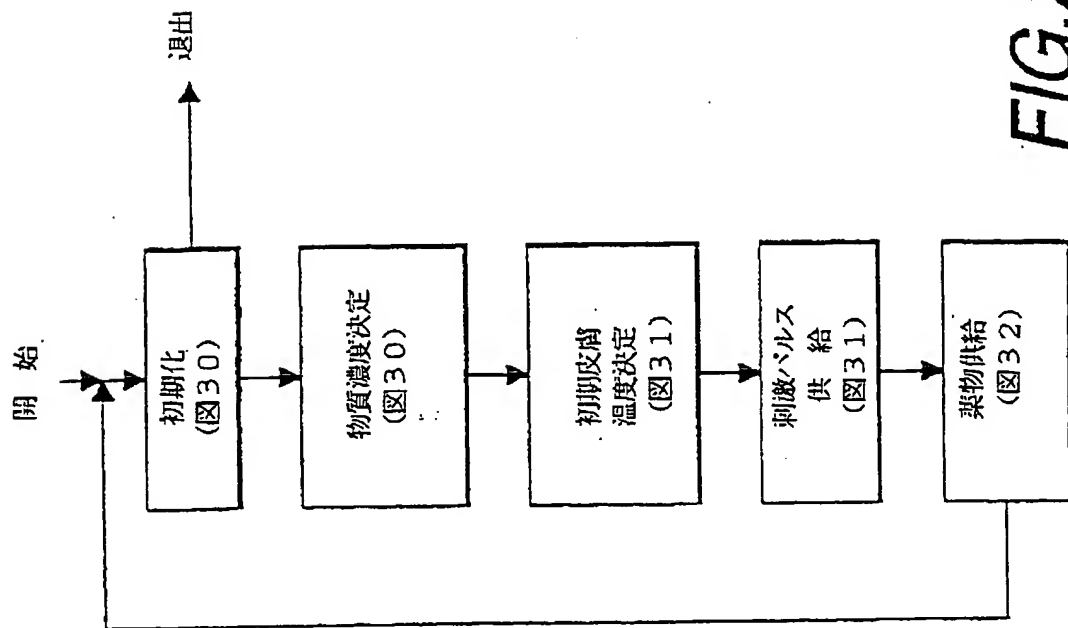 開 始
初期化
(図30)
退出
物質濃度決定
(図30)
初期皮膚
温度決定
(図31)
刺激パルス
供 給
(図31)
薬物供給
(図32)
FIG.